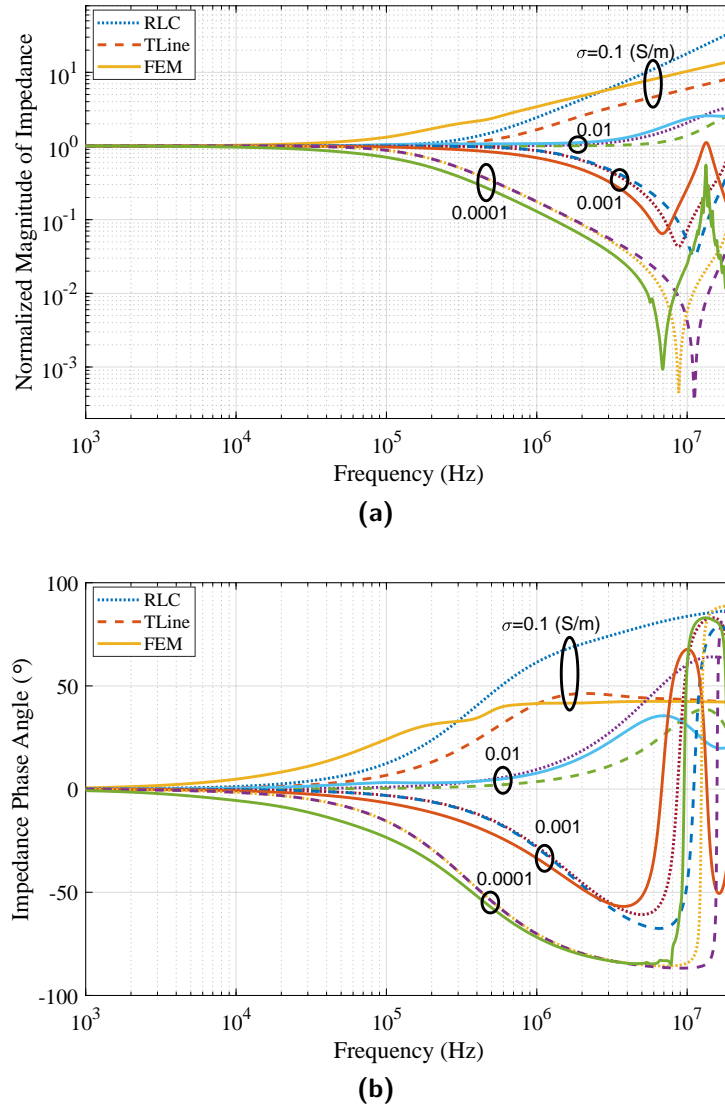 RLC
TLine
FEM
σ=0.1 (S/m)
0.01
0.001
0.0001
Normalized Magnitude of Impedance
10^1
10^0
10^-1
10^-2
10^-3
10^3 10^4 10^5 10^6 10^7
Frequency (Hz)
(a)
RLC
TLine
FEM
σ=0.1 (S/m)
0.01
0.001
0.0001
Impedance Phase Angle (°)
100
50
0
-50
-100
10^3 10^4 10^5 10^6 10^7
Frequency (Hz)
(b)